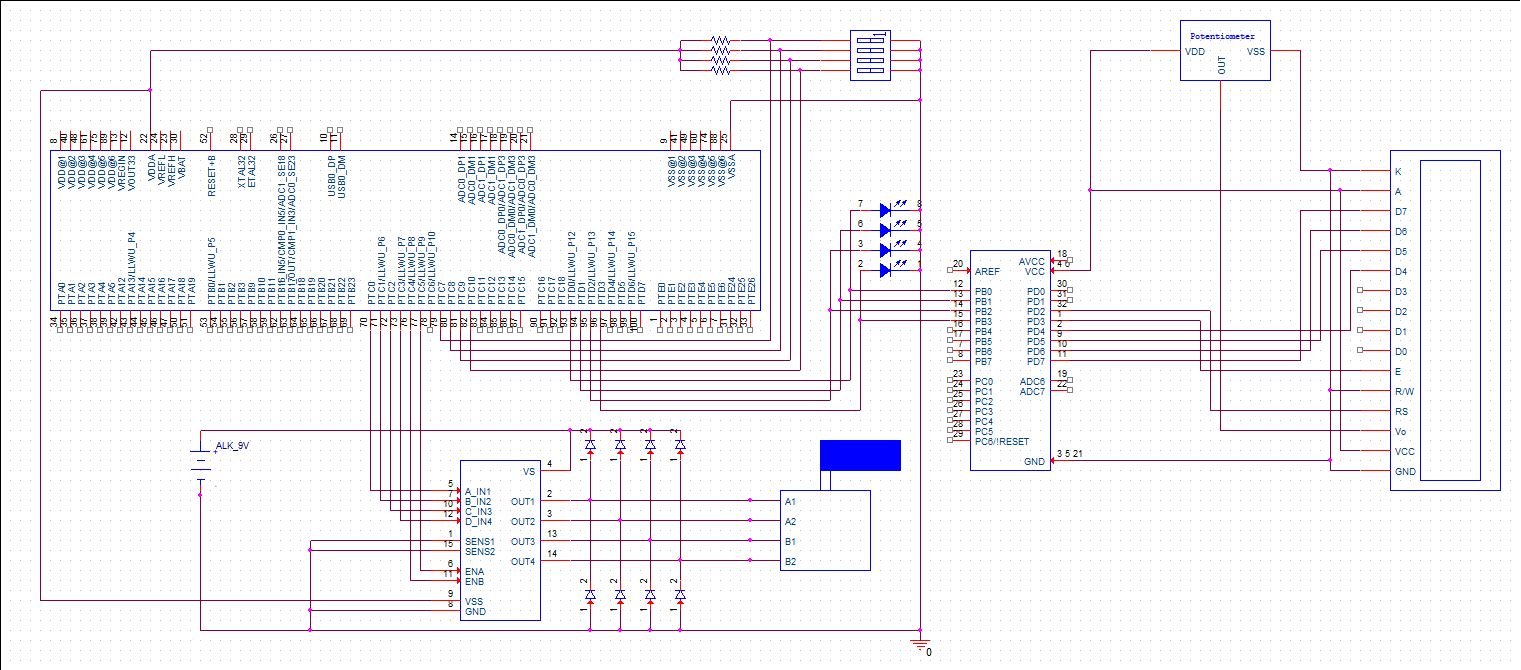 1
Potentiometer
VDD
VSS
OUT
8
40
48
61
75
89
13
12
22
24
23
30
52
28
29
26
27
10
11
14
15
16
17
18
19
20
21
9
41
49
60
74
88
25
VDD@1
VDD@2
VDD@3
VDD@4
VDD@5
VDD@6
VREGIN
VOUT33
VDDA
VREFL
VREFH
VBAT
RESET+B
XTAL32
ETAL32
USB0_DP
USB0_DM
ADC0_DP1
ADC0_DM1
ADC1_DP1
ADC1_DM1
ADC0_DP0/ADC1_DP3
ADC0_DM0/ADC1_DM3
ADC1_DP0/ADC0_DP3
ADC1_DM0/ADC0_DM3
VSS@1
VSS@2
VSS@3
VSS@4
VSS@5
VSS@6
VSSA
PTA0
PTA1
PTA2
PTA3
PTA4
PTA5
PTA12
PTA13/LLWU_P4
PTA14
PTA15
PTA16
PTA17
PTA18
PTA19
PTB0/LLWU_P5
PTB1
PTB2
PTB3
PTB9
PTB10
PTB11
PTB18
PTB19
PTB20
PTB21
PTB22
PTB23
PTC0
PTC1/LLWU_P6
PTC2
PTC3/LLWU_P7
PTC4/LLWU_P8
PTC5/LLWU_P9
PTC6/LLWU_P10
PTC7
PTC8
PTC9
PTC10
PTC11
PTC12
PTC13
PTC14
PTC15
PTC16
PTC17
PTC18
PTD0/LLWU_P12
PTD1
PTD2/LLWU_P13
PTD3
PTD4/LLWU_P14
PTD5
PTD6/LLWU_P15
PTD7
PTE0
PTE1
PTE2
PTE3
PTE4
PTE5
PTE6
PTE24
PTE25
PTE26
34
35
36
37
38
39
42
43
44
45
46
47
50
51
53
54
55
56
57
58
59
62
63
64
65
66
67
68
69
70
71
72
73
76
77
78
79
80
81
82
83
84
85
86
87
90
91
92
93
94
95
96
97
98
99
100
1
2
3
4
5
6
7
31
32
33
7 8
6 5
3 4
2 1
20 AREF
AVCC 18
VCC 4 6
12 PB0
13 PB1
14 PB2
15 PB3
16 PB4
17 PB5
7 PB6
8 PB7
PD0 30
PD1 31
PD2 32
PD3 1
PD4 2
PD5 9
PD6 10
PD7 11
23 PC0
24 PC1
25 PC2
26 PC3
27 PC4
28 PC5
29 PC6/!RESET
ADC6 19
ADC7 22
GND 3 5 21
K
A
D7
D6
D5
D4
D3
D2
D1
D0
E
R/W
RS
Vo
VCC
GND
ALK_9V
+
-
VS 4
5 A_IN1
7 B_IN2
10 C_IN3
12 D_IN4
1 SENS1
15 SENS2
6 ENA
11 ENB
9 VSS
8 GND
OUT1 2
OUT2 3
OUT3 13
OUT4 14
2 2 2 2
1 1 1 1
A1
A2
B1
B2
2 2 2 2
1 1 1 1
0